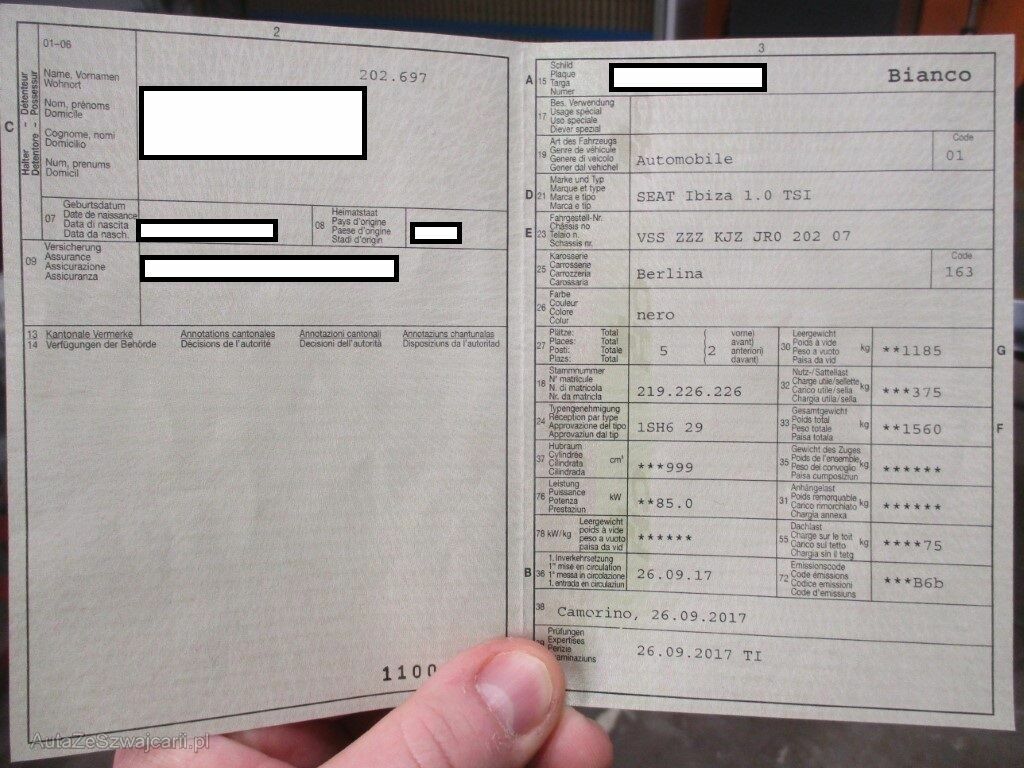 2
01-06
202.697
C
Halter - Détenteur
Detentore - Possessur
Name, Vornamen
Wohnort
Nom, prénoms
Domicile
Cognome, nomi
Domicilio
Num, prenums
Domicil
07
Geburtsdatum
Date de naissance
Data di nascita
Data da nasch.
08
Heimatstaat
Pays d'origine
Paese d'origine
Stadi d'origin
09
Versicherung
Assurance
Assicurazione
Assicuranza
13 Kantonale Vermerke Annotations cantonales Annotazioni cantonali Annotaziuns chantunalas
14 Verfügungen der Behörde Décisions de l'autorité Decisioni dell'autorità Disposiziuns da l'autoritad
1100
3
A 15
Schild
Plaque
Targa
Numer
Bianco
17
Bes. Verwendung
Usage spécial
Uso speciale
Diever spezial
19
Art des Fahrzeugs
Genre de véhicule
Genere di veicolo
Gener dal vehichel
Automobile
Code
01
D 21
Marke und Typ
Marque et type
Marca e tipo
Marca e tip
SEAT Ibiza 1.0 TSI
E 23
Fahrgestell-Nr.
Châssis no
Telaio n.
Schassis nr.
VSS ZZZ KJZ JR0 202 07
25
Karosserie
Carrosserie
Carrozzeria
Carossaria
Berlina
Code
163
26
Farbe
Couleur
Colore
Colur
nero
27
Plätze: Total
Places: Total
Posti: Totale
Plazs: Total
5
( 2
vorne)
avant)
anteriori)
davant)
30
Leergewicht
Poids à vide
Peso a vuoto
Paisa da vid
kg
**1185
G
18
Stammnummer
N° matricule
N. di matricola
Nr. da matricla
219.226.226
32
Nutz-/Sattellast
Charge utile/sellette
Carico utile/sella
Chargia utila/sella
kg
***375
24
Typengenehmigung
Réception par type
Approvazione del tipo
Approvaziun dal tip
1SH6 29
33
Gesamtgewicht
Poids total
Peso totale
Paisa totala
kg
**1560
F
37
Hubraum
Cylindrée
Cilindrata
Cilindrada
cm³
***999
35
Gewicht des Zuges
Poids de l'ensemble
Peso del convoglio
Paisa cumposiziun
kg
******
76
Leistung
Puissance
Potenza
Prestaziun
kW
**85.0
31
Anhängelast
Poids remorquable
Carico rimorchiato
Chargia annexa
kg
******
78 kW/kg
Leergewicht
poids à vide
peso a vuoto
paisa da vid
******
55
Dachlast
Charge sur le toit
Carico sul tetto
Chargia sin il tetg
kg
****75
B 36
1. Inverkehrsetzung
1re mise en circulation
1a messa in circolazione
1. entrada en circulaziun
26.09.17
72
Emissionscode
Code émissions
Codice emissioni
Code d'emissiuns
***B6b
38
Camorino, 26.09.2017
Prüfungen
Expertises
Perizie
26.09.2017 TI
AutaZeSzwajcarii.pl